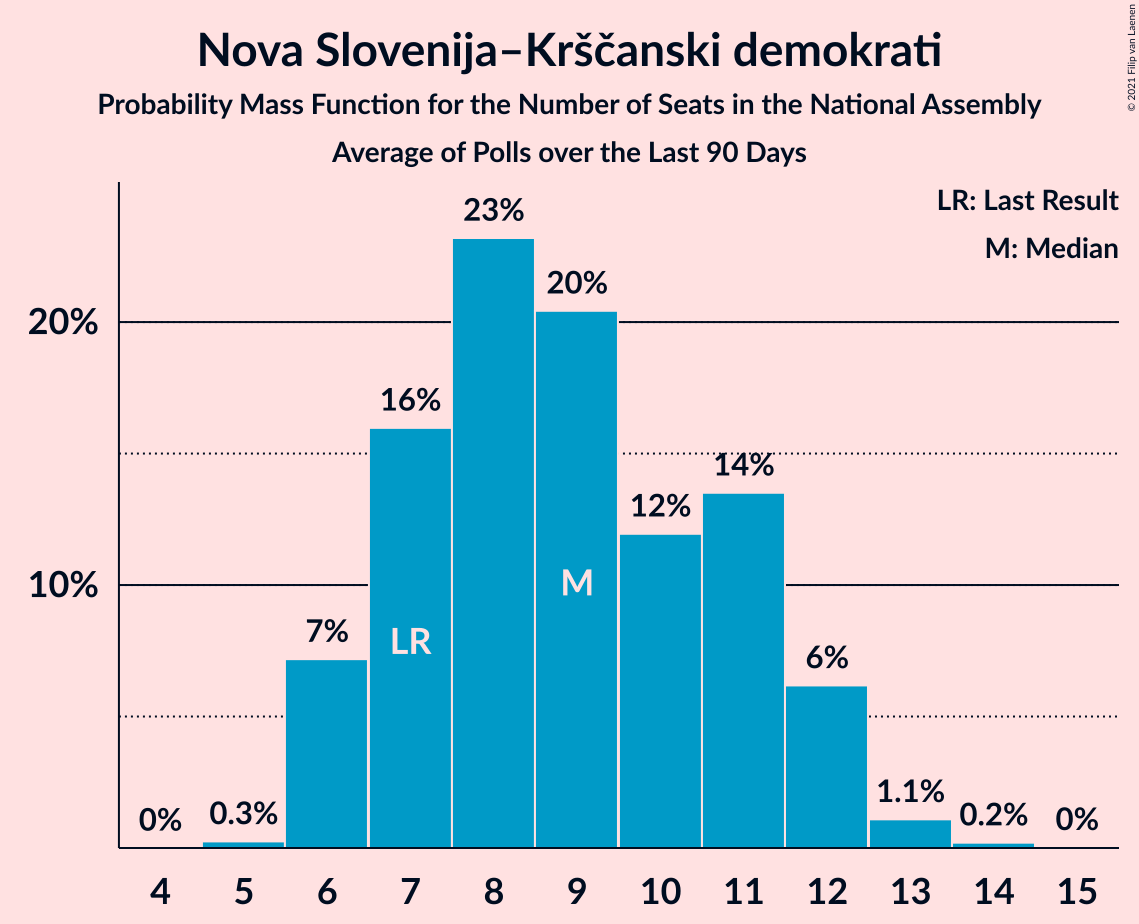 Nova Slovenija–Krščanski demokrati
Probability Mass Function for the Number of Seats in the National Assembly
Average of Polls over the Last 90 Days
© 2021 Filip van Laenen
LR: Last Result
M: Median
23%
20%
20%
16%
14%
12%
10%
M
7%
LR
6%
0%
0.3%
1.1%
0.2%
0%
4 5 6 7 8 9 10 11 12 13 14 15